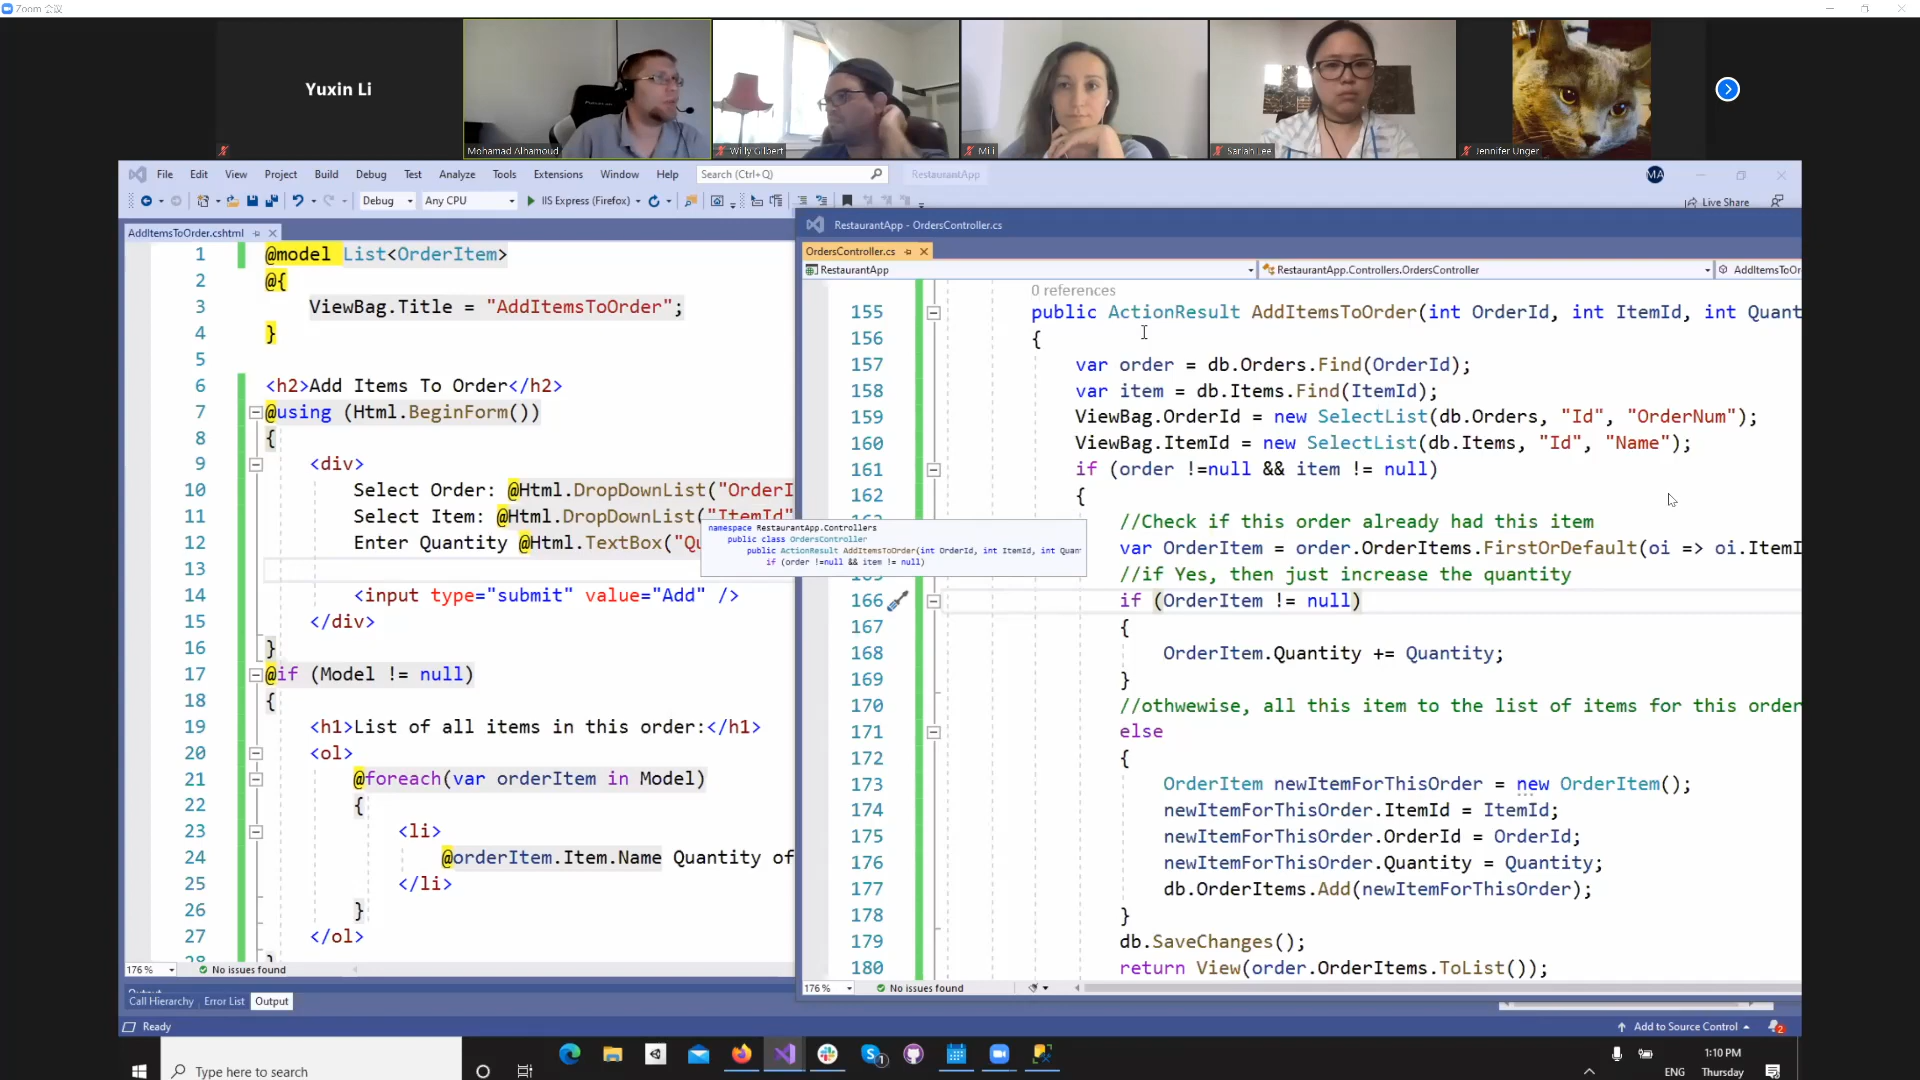 Zoom 会议
Yuxin Li
Mohamad Alhamoud
Willy Gilbert
Mili
Sariah Lee
Jennifer Unger
File Edit View Project Build Debug Test Analyze Tools Extensions Window Help Search (Ctrl+Q) RestaurantApp MA
Debug Any CPU IIS Express (Firefox) Live Share
AddItemsToOrder.cshtml
1 @model List<OrderItem>
2 @{
3 ViewBag.Title = "AddItemsToOrder";
4 }
5
6 <h2>Add Items To Order</h2>
7 @using (Html.BeginForm())
8 {
9 <div>
10 Select Order: @Html.DropDownList("OrderI
11 Select Item: @Html.DropDownList("ItemId"
12 Enter Quantity @Html.TextBox("Qu
13
14 <input type="submit" value="Add" />
15 </div>
16 }
17 @if (Model != null)
18 {
19 <h1>List of all items in this order:</h1>
20 <ol>
21 @foreach(var orderItem in Model)
22 {
23 <li>
24 @orderItem.Item.Name Quantity of
25 </li>
26 }
27 </ol>
28 }
176 % No issues found
Output
Call Hierarchy Error List Output
RestaurantApp - OrdersController.cs
OrdersController.cs
RestaurantApp RestaurantApp.Controllers.OrdersController AddItemsToOr
0 references
155 public ActionResult AddItemsToOrder(int OrderId, int ItemId, int Quant
156 {
157 var order = db.Orders.Find(OrderId);
158 var item = db.Items.Find(ItemId);
159 ViewBag.OrderId = new SelectList(db.Orders, "Id", "OrderNum");
160 ViewBag.ItemId = new SelectList(db.Items, "Id", "Name");
161 if (order !=null && item != null)
162 {
//Check if this order already had this item
var OrderItem = order.OrderItems.FirstOrDefault(oi => oi.ItemI
//if Yes, then just increase the quantity
166 if (OrderItem != null)
167 {
168 OrderItem.Quantity += Quantity;
169 }
170 //othwewise, all this item to the list of items for this order
171 else
172 {
173 OrderItem newItemForThisOrder = new OrderItem();
174 newItemForThisOrder.ItemId = ItemId;
175 newItemForThisOrder.OrderId = OrderId;
176 newItemForThisOrder.Quantity = Quantity;
177 db.OrderItems.Add(newItemForThisOrder);
178 }
179 db.SaveChanges();
180 return View(order.OrderItems.ToList());
176 % No issues found
namespace RestaurantApp.Controllers
public class OrdersController
public ActionResult AddItemsToOrder(int OrderId, int ItemId, int Quan
if (order !=null && item != null)
Ready Add to Source Control 2
Type here to search
1:10 PM
ENG Thursday